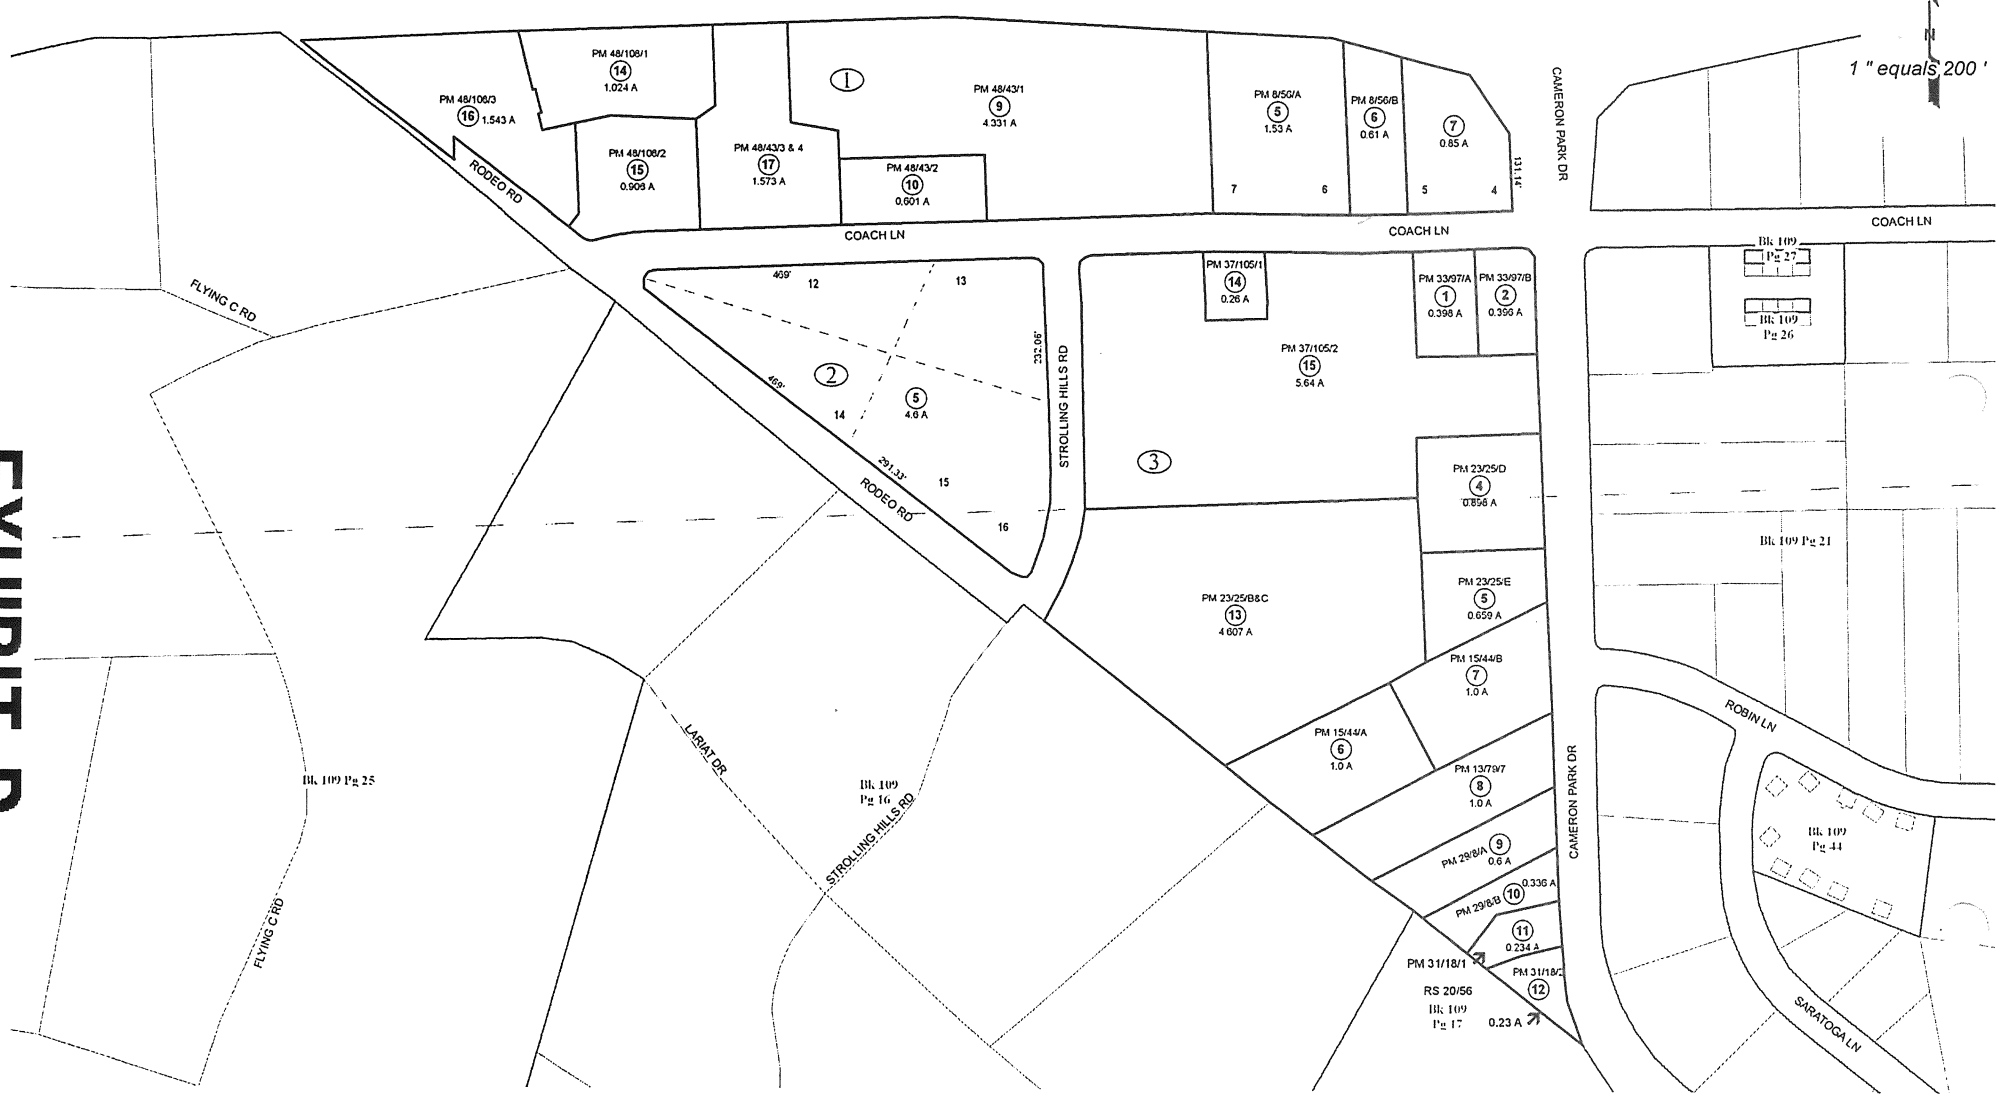 N
1 " equals 200 '
PM 48/106/1
14
1.024 A
PM 48/106/3
16 1.543 A
PM 48/106/2
15
0.906 A
PM 48/43/3 & 4
17
1.573 A
1
PM 48/43/1
9
4.331 A
PM 48/43/2
10
0.601 A
PM 8/56/A
5
1.53 A
7
6
PM 8/56/B
6
0.61 A
7
0.85 A
5
4
131.14'
CAMERON PARK DR
RODEO RD
COACH LN
COACH LN
COACH LN
FLYING C RD
469'
12
13
232.06'
2
469'
5
4.6 A
14
291.33'
15
16
RODEO RD
STROLLING HILLS RD
PM 37/105/1
14
0.26 A
PM 37/105/2
15
5.64 A
3
PM 33/97/A
1
0.398 A
PM 33/97/B
2
0.396 A
PM 23/25/D
4
0.898 A
PM 23/25/E
5
0.659 A
PM 23/25/B&C
13
4.607 A
PM 15/44/B
7
1.0 A
PM 15/44/A
6
1.0 A
PM 13/79/7
8
1.0 A
PM 29/8/A 9
0.6 A
PM 29/8/B 10 0.336 A
11
0.234 A
PM 31/18/1
PM 31/18/2
12
RS 20/56
Bk 109
Pg 17
0.23 A
Bk 109
Pg 27
Bk 109
Pg 26
Bk 109 Pg 21
ROBIN LN
CAMERON PARK DR
Bk 109
Pg 44
SARATOGA LN
LARIAT DR
Bk 109
Pg 16
STROLLING HILLS RD
Bk 109 Pg 25
FLYING C RD